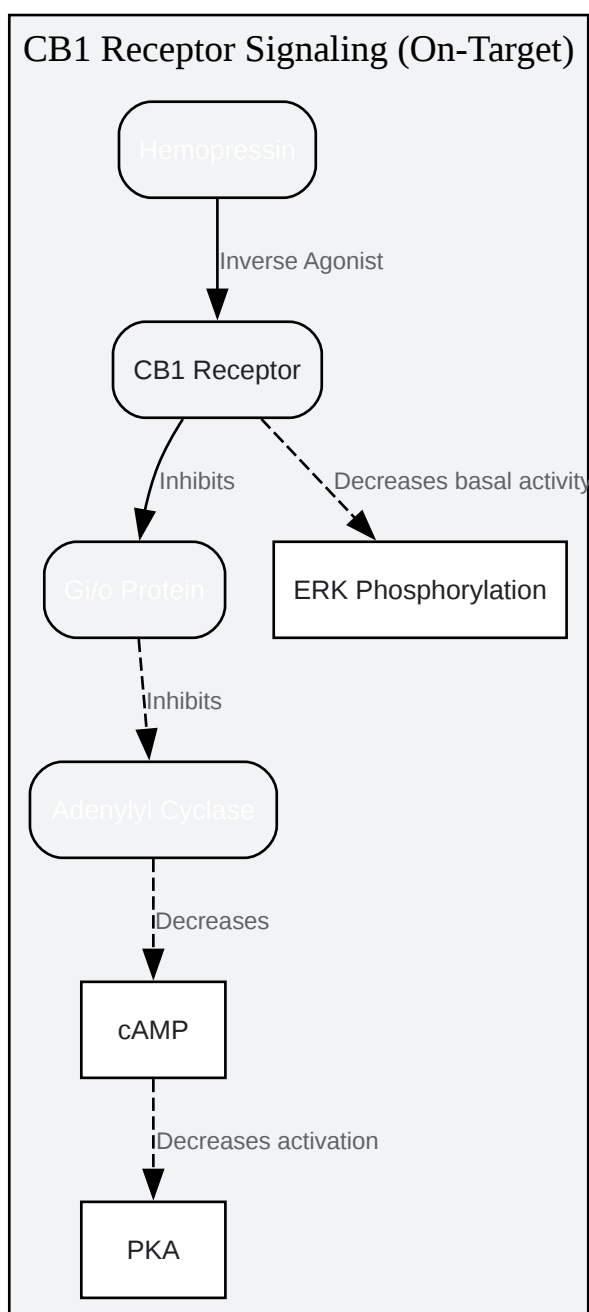 CB1 Receptor Signaling (On-Target)
Hemopressin
Inverse Agonist
CB1 Receptor
Inhibits
Decreases basal activity
Gi/o Protein
ERK Phosphorylation
Inhibits
Adenylyl Cyclase
Decreases
cAMP
Decreases activation
PKA